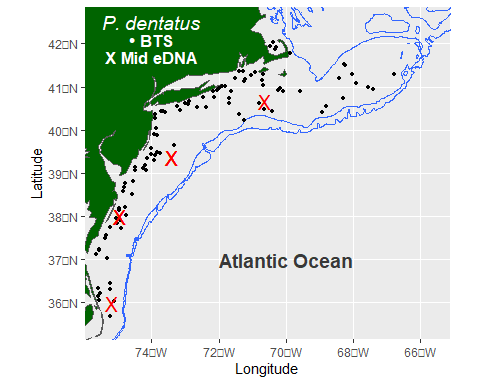 P. dentatus
• BTS
X Mid eDNA
42□N
41□N
40□N
39□N
38□N
37□N
36□N
Latitude
Atlantic Ocean
74□W
72□W
70□W
68□W
66□W
Longitude